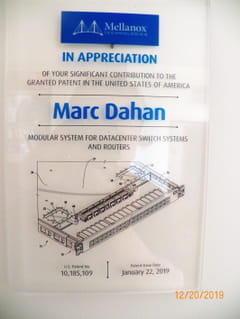 Mellanox
TECHNOLOGIES
IN APPRECIATION
OF YOUR SIGNIFICANT CONTRIBUTION TO THE
GRANTED PATENT IN THE UNITED STATES OF AMERICA
Marc Dahan
MODULAR SYSTEM FOR DATACENTER SWITCH SYSTEMS
AND ROUTERS
U.S. Patent No
10,185,109
Patent Issue Date
January 22, 2019
12/20/2019